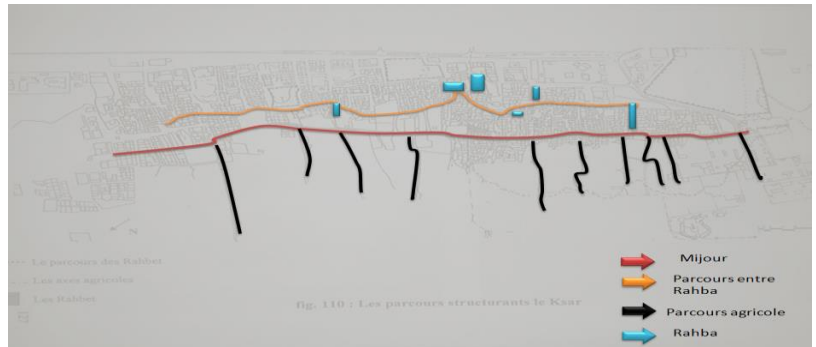 N
Le parcours des Rahbet
Les axes agricoles
Les Rahbet
fig. 110 : Les parcours structurants le Ksar
Mijour
Parcours entre
Rahba
Parcours agricole
Rahba